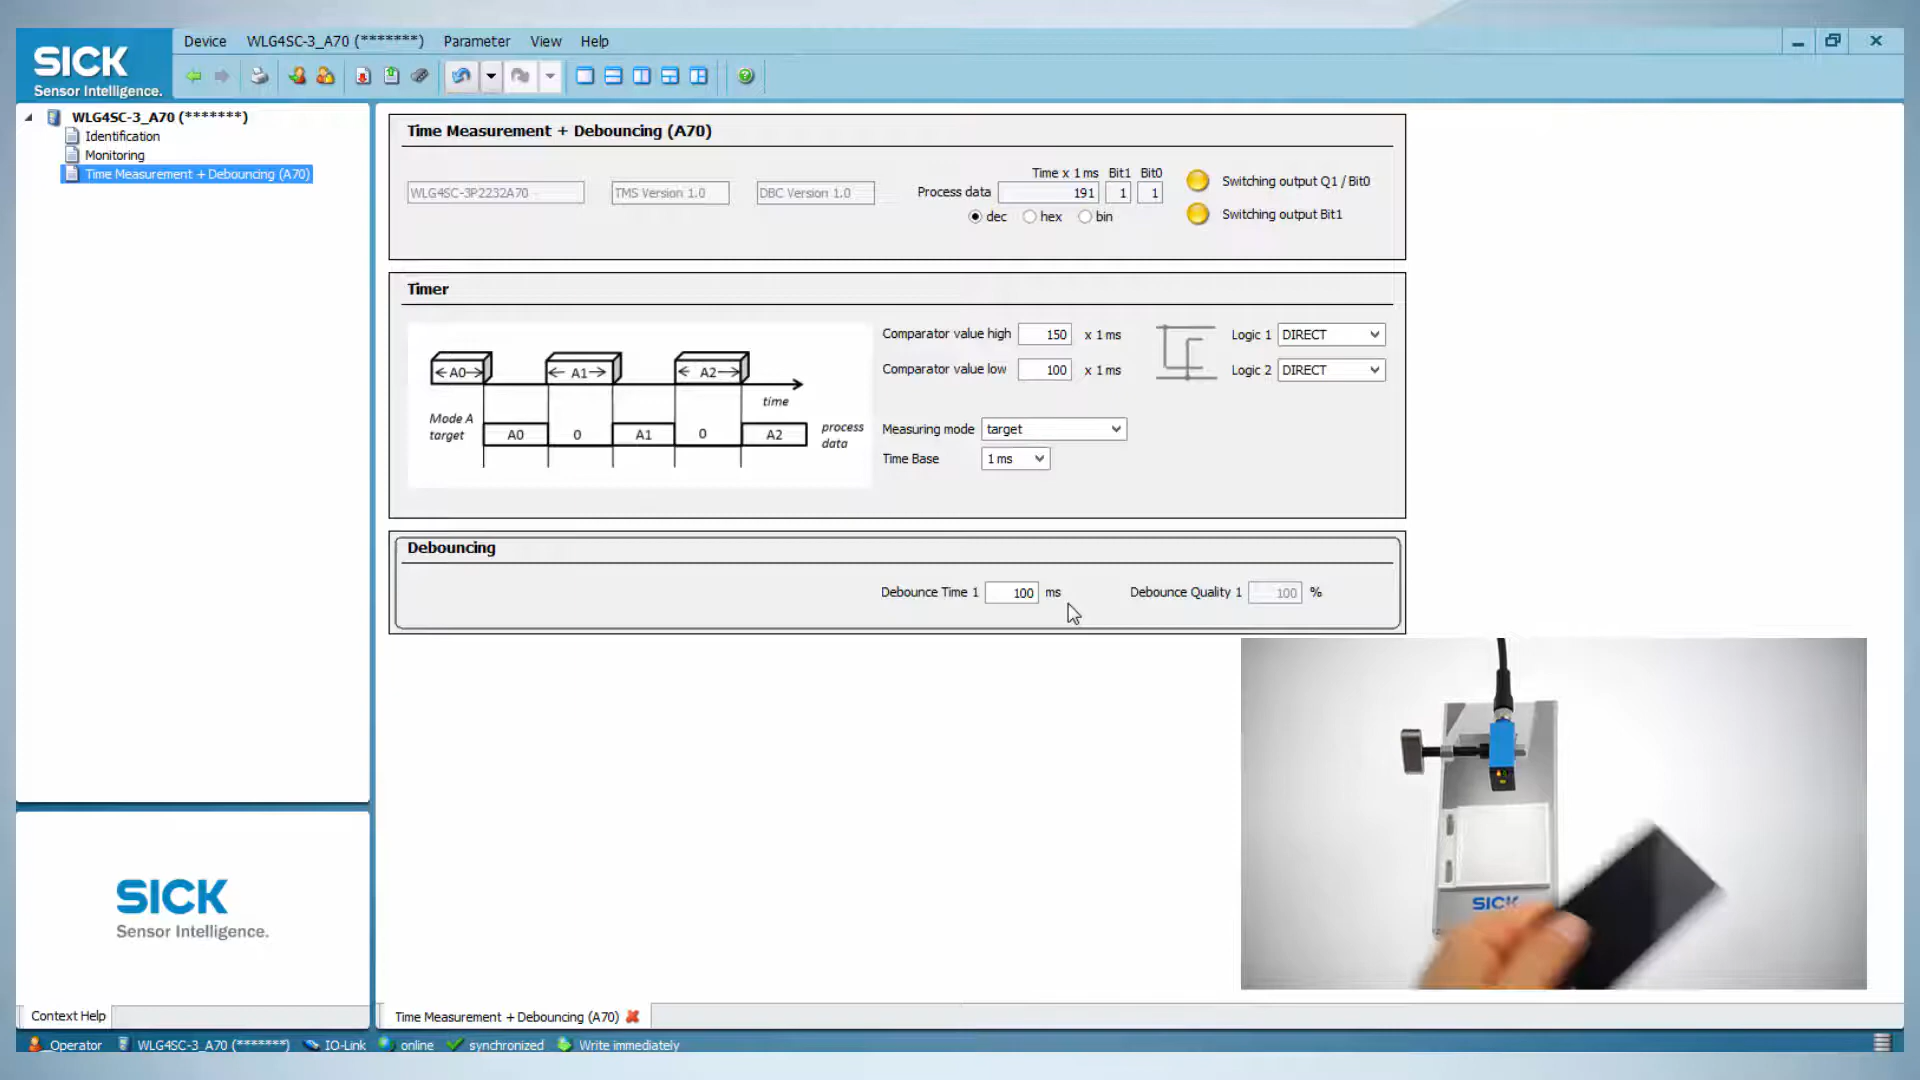 SICK
Sensor Intelligence.
Device WLG4SC-3_A70 (*******) Parameter View Help
WLG4SC-3_A70 (*******)
Identification
Monitoring
Time Measurement + Debouncing (A70)
Time Measurement + Debouncing (A70)
Time x 1 ms Bit1 Bit0
WLG4SC-3P2232A70 TMS Version 1.0 DBC Version 1.0 Process data 191 1 1
dec hex bin
Switching output Q1 / Bit0
Switching output Bit1
Timer
A0 A1 A2
time
Mode A
target
A0 0 A1 0 A2
process
data
Comparator value high 150 x 1 ms Logic 1 DIRECT
Comparator value low 100 x 1 ms Logic 2 DIRECT
Measuring mode target
Time Base 1 ms
Debouncing
Debounce Time 1 100 ms Debounce Quality 1 100 %
SICK
SICK
Sensor Intelligence.
Context Help
Time Measurement + Debouncing (A70)
Operator WLG4SC-3_A70 (*******) IO-Link online synchronized Write immediately